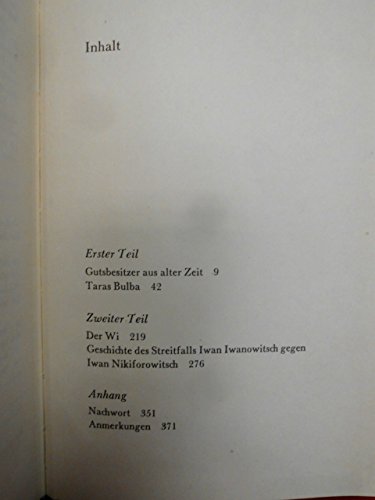 Inhalt
Erster Teil
Gutsbesitzer aus alter Zeit 9
Taras Bulba 42
Zweiter Teil
Der Wi 219
Geschichte des Streitfalls Iwan Iwanowitsch gegen
Iwan Nikiforowitsch 276
Anhang
Nachwort 351
Anmerkungen 371